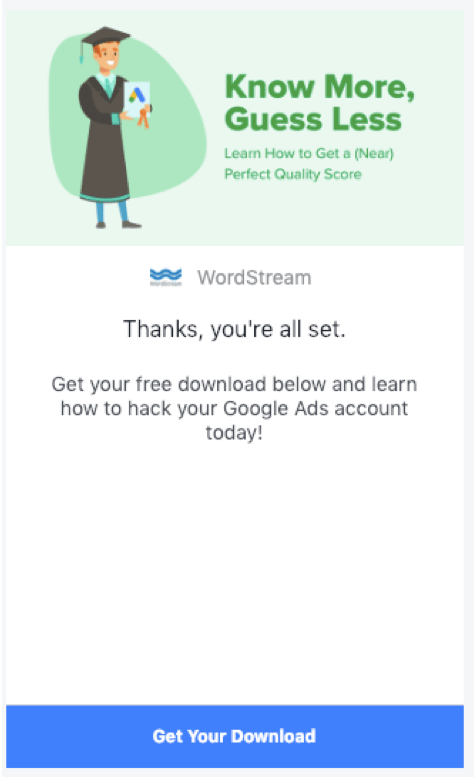 Know More,
Guess Less
Learn How to Get a (Near)
Perfect Quality Score
WordStream
Thanks, you're all set.
Get your free download below and learn
how to hack your Google Ads account
today!
Get Your Download